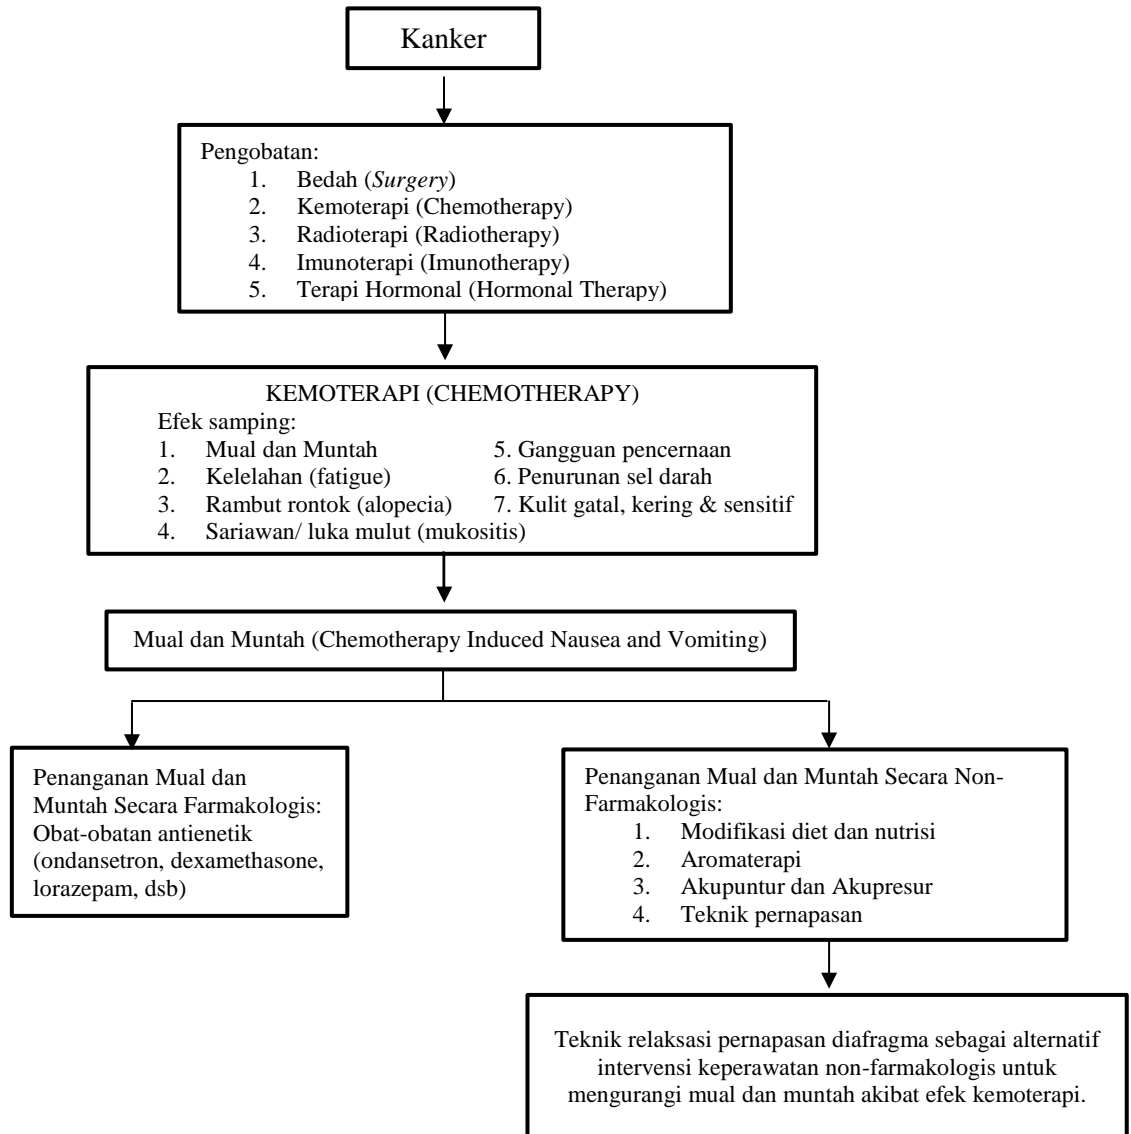 Kanker
Pengobatan:
1. Bedah (Surgery)
2. Kemoterapi (Chemotherapy)
3. Radioterapi (Radiotherapy)
4. Imunoterapi (Imunotherapy)
5. Terapi Hormonal (Hormonal Therapy)
KEMOTERAPI (CHEMOTHERAPY)
Efek samping:
1. Mual dan Muntah 5. Gangguan pencernaan
2. Kelelahan (fatigue) 6. Penurunan sel darah
3. Rambut rontok (alopecia) 7. Kulit gatal, kering & sensitif
4. Sariawan/ luka mulut (mukositis)
Mual dan Muntah (Chemotherapy Induced Nausea and Vomiting)
Penanganan Mual dan
Muntah Secara Farmakologis:
Obat-obatan antienetik
(ondansetron, dexamethasone,
lorazepam, dsb)
Penanganan Mual dan Muntah Secara Non-
Farmakologis:
1. Modifikasi diet dan nutrisi
2. Aromaterapi
3. Akupuntur dan Akupresur
4. Teknik pernapasan
Teknik relaksasi pernapasan diafragma sebagai alternatif
intervensi keperawatan non-farmakologis untuk
mengurangi mual dan muntah akibat efek kemoterapi.